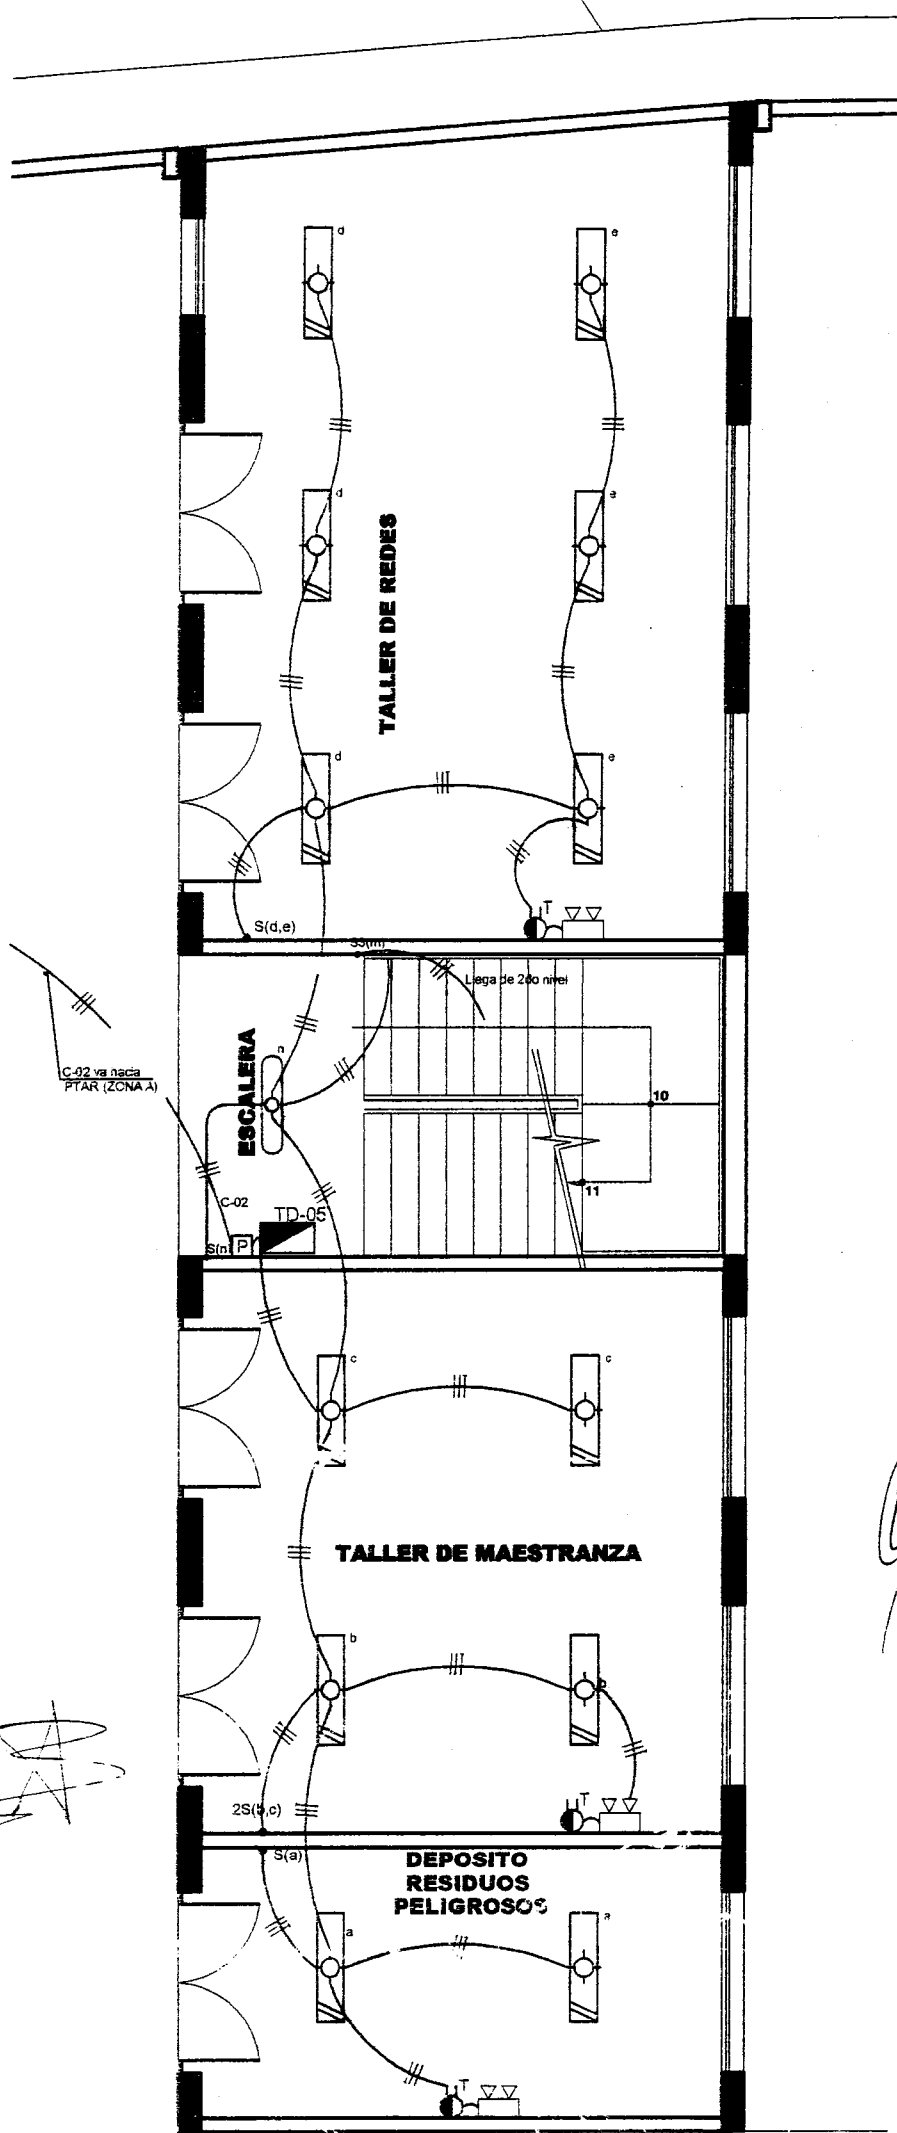 d
e
d
e
TALLER DE REDES
d
e
S(d,e)
T
S3(m)
Llega de 2do nivel
C-02 va hacia
PTAR (ZONA A)
ESCALERA
n
10
11
C-02
TD-05
S(n)
P
c
c
TALLER DE MAESTRANZA
b
b
2S(b,c)
T
S(a)
DEPOSITO
RESIDUOS
PELIGROSOS
a
a
T